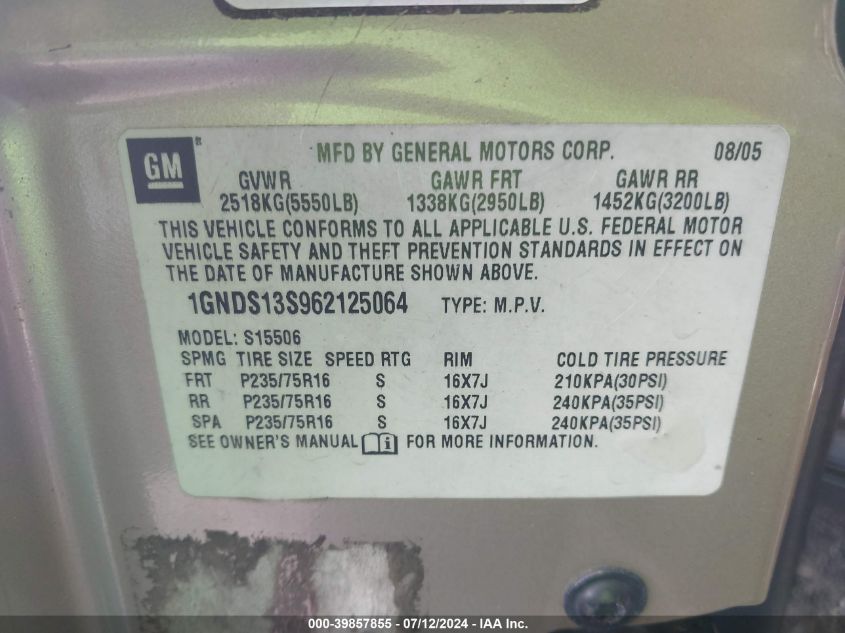 GM® MFD BY GENERAL MOTORS CORP. 08/05
GVWR GAWR FRT GAWR RR
2518KG(5550LB) 1338KG(2950LB) 1452KG(3200LB)
THIS VEHICLE CONFORMS TO ALL APPLICABLE U.S. FEDERAL MOTOR
VEHICLE SAFETY AND THEFT PREVENTION STANDARDS IN EFFECT ON
THE DATE OF MANUFACTURE SHOWN ABOVE.
1GNDS13S962125064 TYPE: M.P.V.
MODEL: S15506
SPMG TIRE SIZE SPEED RTG RIM COLD TIRE PRESSURE
FRT P235/75R16 S 16X7J 210KPA(30PSI)
RR P235/75R16 S 16X7J 240KPA(35PSI)
SPA P235/75R16 S 16X7J 240KPA(35PSI)
SEE OWNER'S MANUAL i FOR MORE INFORMATION.
000-39857855 - 07/12/2024 - IAA Inc.